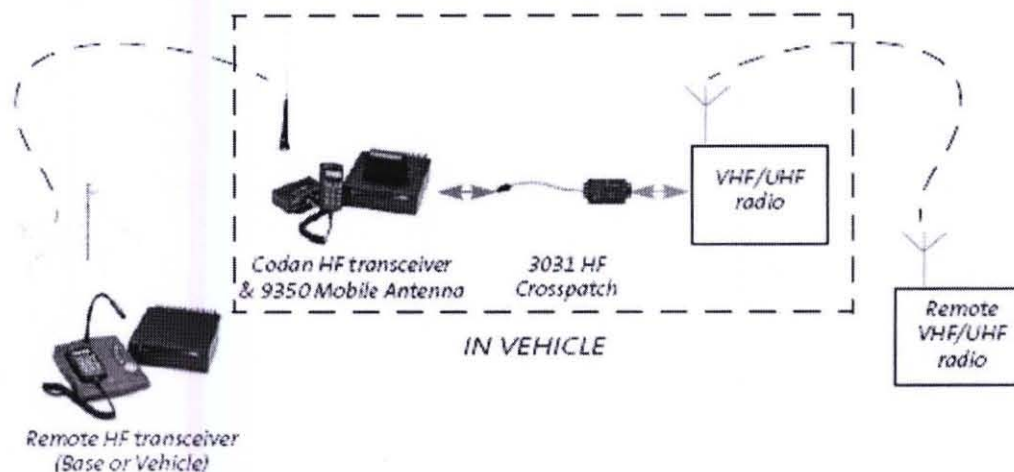 Codan HF transceiver
& 9350 Mobile Antenna
3031 HF
Crosspatch
VHF/UHF
radio
Remote
VHF/UHF
radio
IN VEHICLE
Remote HF transceiver
(Base or Vehicle)